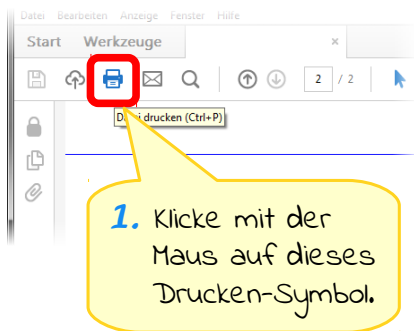 Datei Bearbeiten Anzeige Fenster Hilfe
Start Werkzeuge ×
2 / 2
Datei drucken (Ctrl+P)
1. Klicke mit der
Maus auf dieses
Drucken-Symbol.